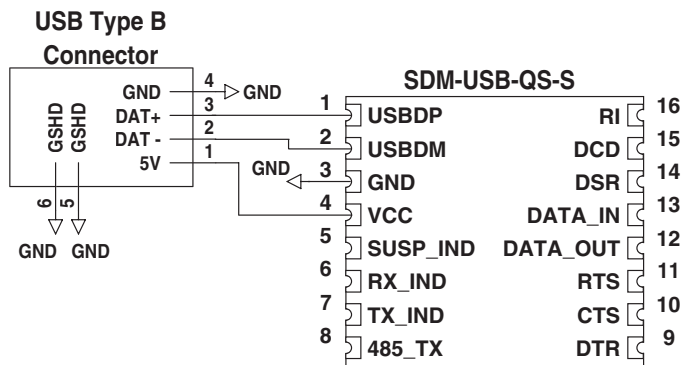 USB Type B
Connector
GND 4 GND
DAT+ 3
DAT - 2
5V 1
GSHD GSHD
6 5
GND GND
SDM-USB-QS-S
1 USBDP RI 16
2 USBDM DCD 15
GND 3 GND DSR 14
4 VCC DATA_IN 13
5 SUSP_IND DATA_OUT 12
6 RX_IND RTS 11
7 TX_IND CTS 10
8 485_TX DTR 9